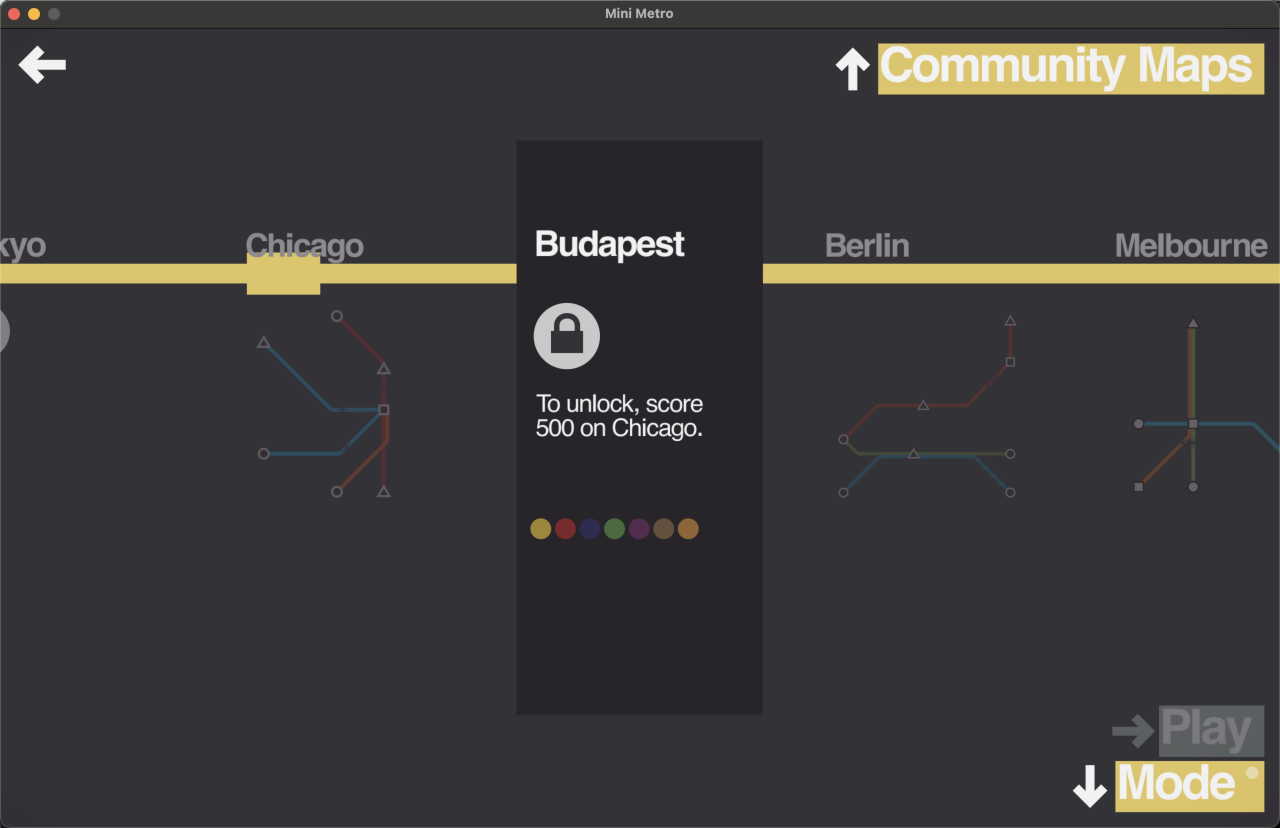 Mini Metro
Community Maps
kyo
Chicago
Budapest
Berlin
Melbourne
To unlock, score
500 on Chicago.
Play
Mode